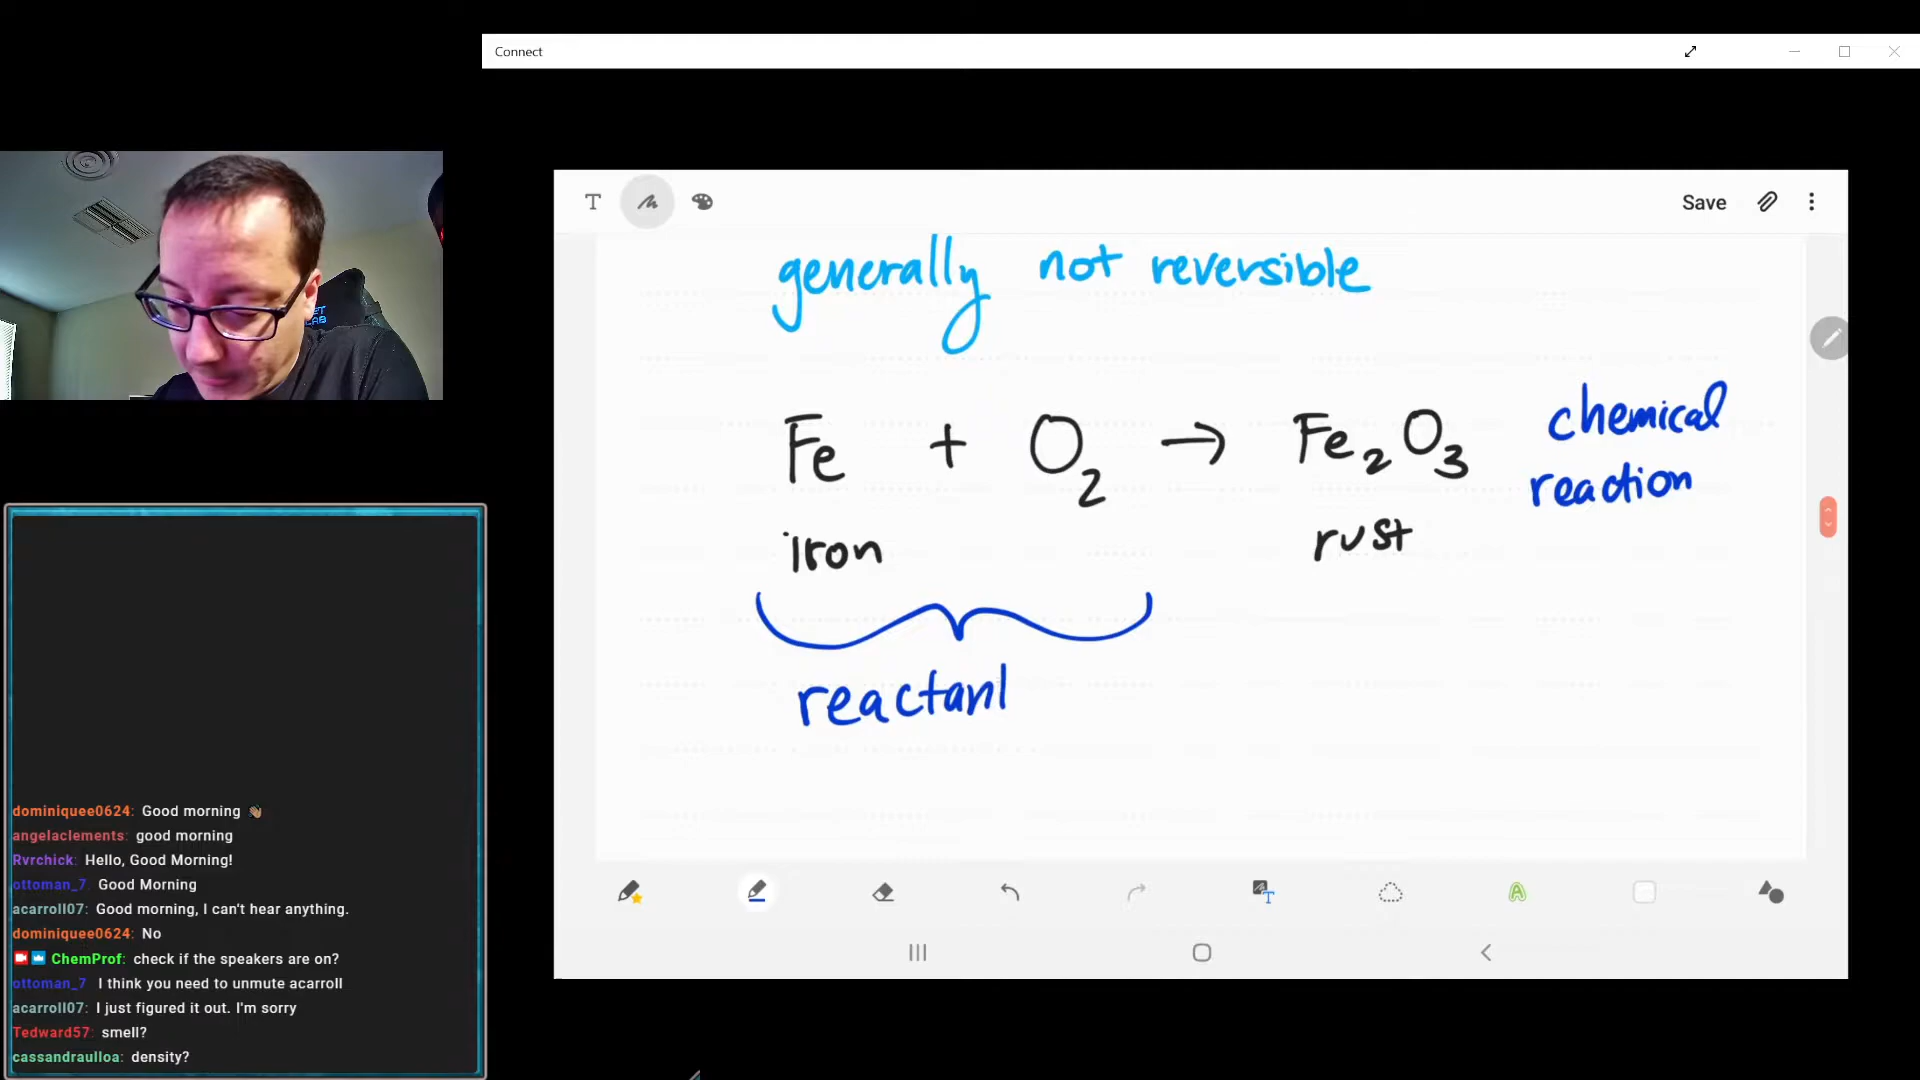 Connect
Save
generally not reversible
Fe + O2 → Fe2O3 chemical
reaction
iron rust
reactant
dominiquee0624: Good morning 👋🏽
angelaclements: good morning
Rvrchick: Hello, Good Morning!
ottoman_7: Good Morning
acarroll07: Good morning, I can't hear anything.
dominiquee0624: No
ChemProf: check if the speakers are on?
ottoman_7: I think you need to unmute acarroll
acarroll07: I just figured it out. I'm sorry
Tedward57: smell?
cassandraulloa: density?